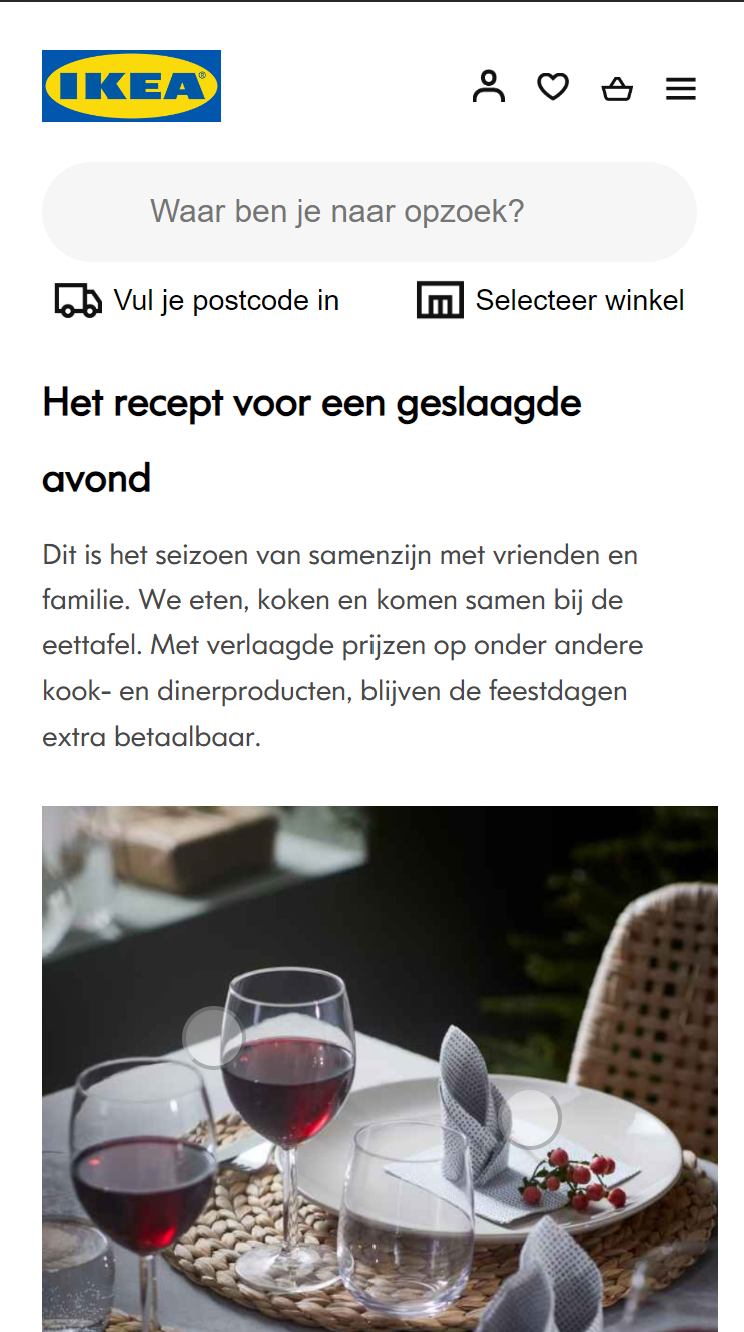 IKEA®
Waar ben je naar opzoek?
Vul je postcode in
Selecteer winkel
Het recept voor een geslaagde
avond
Dit is het seizoen van samenzijn met vrienden en
familie. We eten, koken en komen samen bij de
eettafel. Met verlaagde prijzen op onder andere
kook- en dinerproducten, blijven de feestdagen
extra betaalbaar.